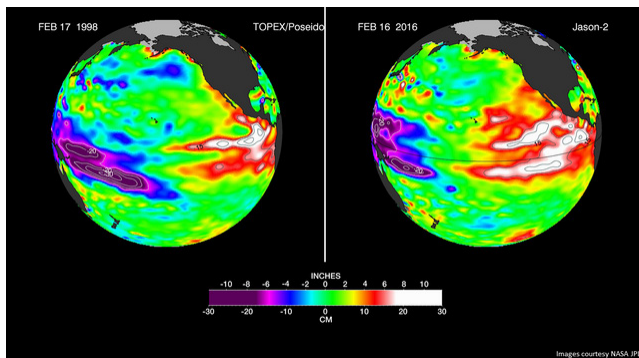 FEB 17 1998
TOPEX/Poseido
FEB 16 2016
Jason-2
INCHES
-10 -8 -6 -4 -2 0 2 4 6 8 10
-30 -20 -10 0 10 20 30
CM
Images courtesy NASA JPL